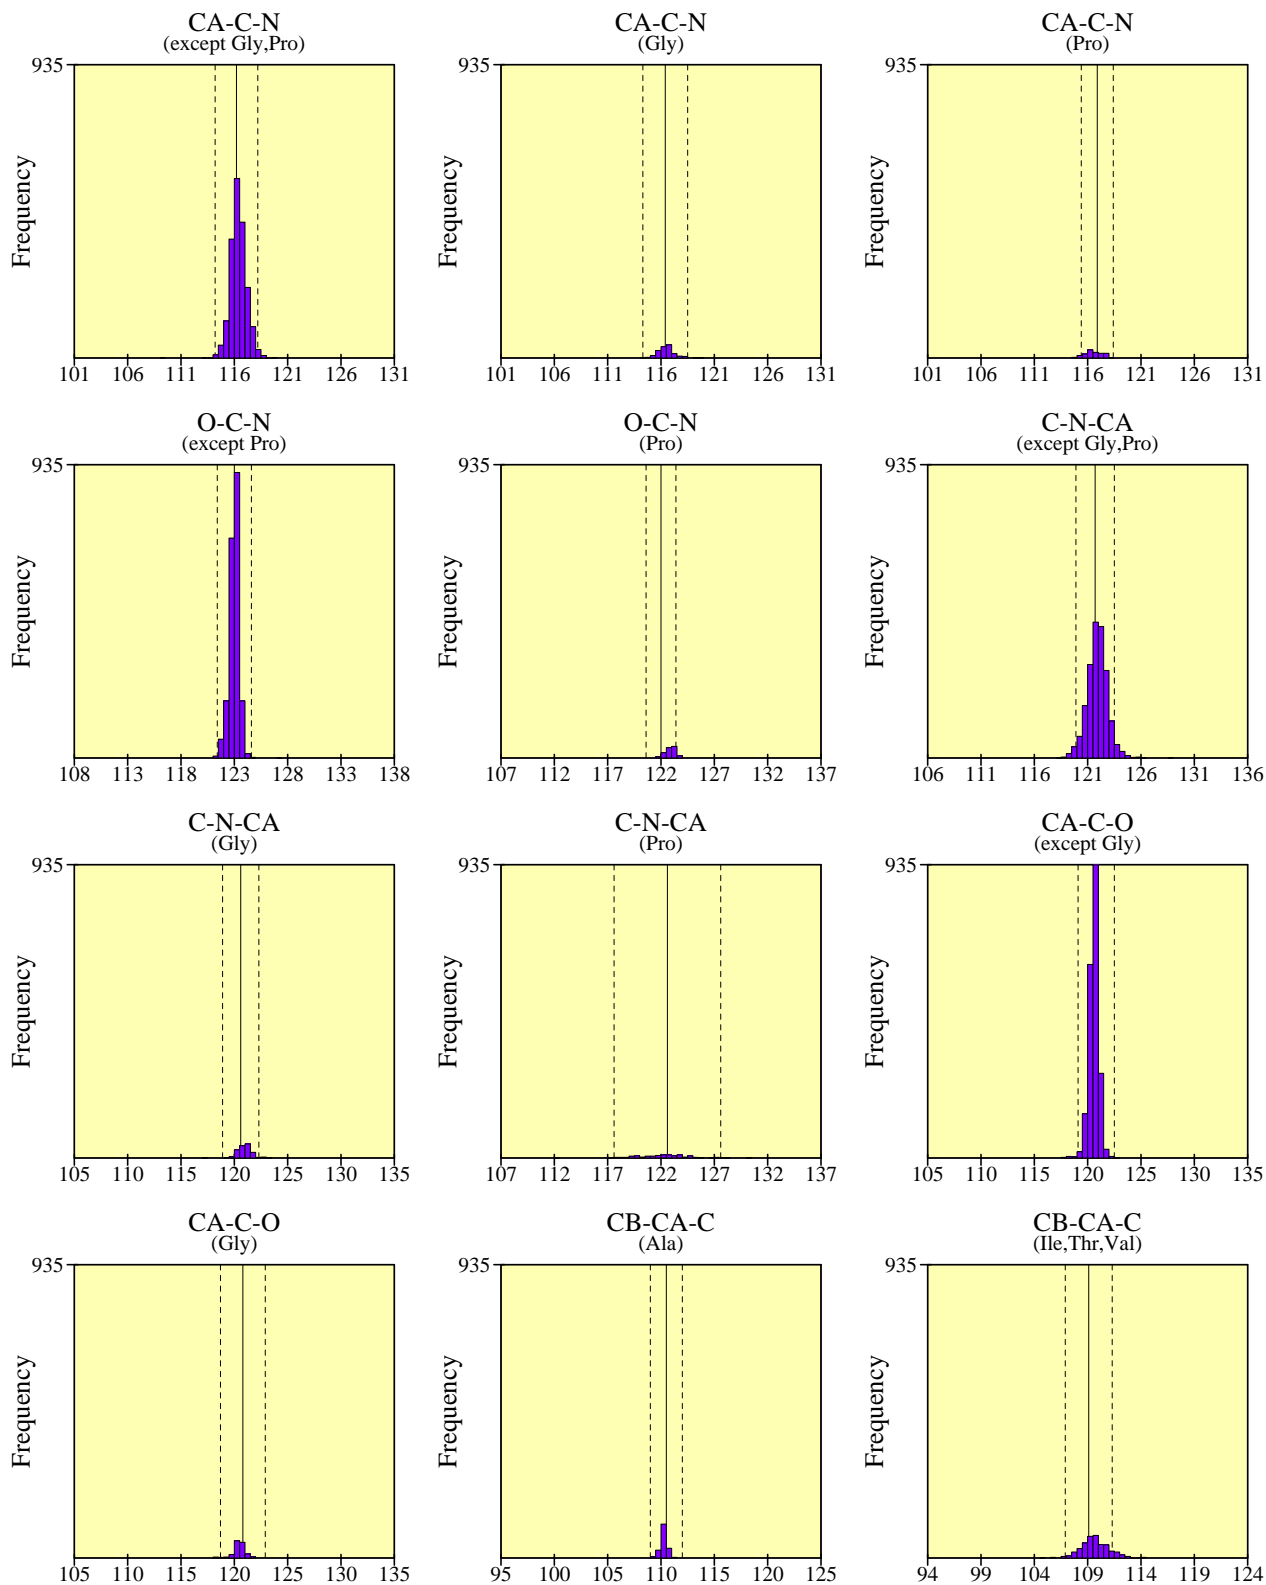 CA-C-N CA-C-N CA-C-N
(except Gly,Pro) (Gly) (Pro)
935 935 935
Frequency Frequency Frequency
101 106 111 116 121 126 131 101 106 111 116 121 126 131 101 106 111 116 121 126 131
O-C-N O-C-N C-N-CA
(except Pro) (Pro) (except Gly,Pro)
935 935 935
Frequency Frequency Frequency
108 113 118 123 128 133 138 107 112 117 122 127 132 137 106 111 116 121 126 131 136
C-N-CA C-N-CA CA-C-O
(Gly) (Pro) (except Gly)
935 935 935
Frequency Frequency Frequency
105 110 115 120 125 130 135 107 112 117 122 127 132 137 105 110 115 120 125 130 135
CA-C-O CB-CA-C CB-CA-C
(Gly) (Ala) (Ile,Thr,Val)
935 935 935
Frequency Frequency Frequency
105 110 115 120 125 130 135 95 100 105 110 115 120 125 94 99 104 109 114 119 124